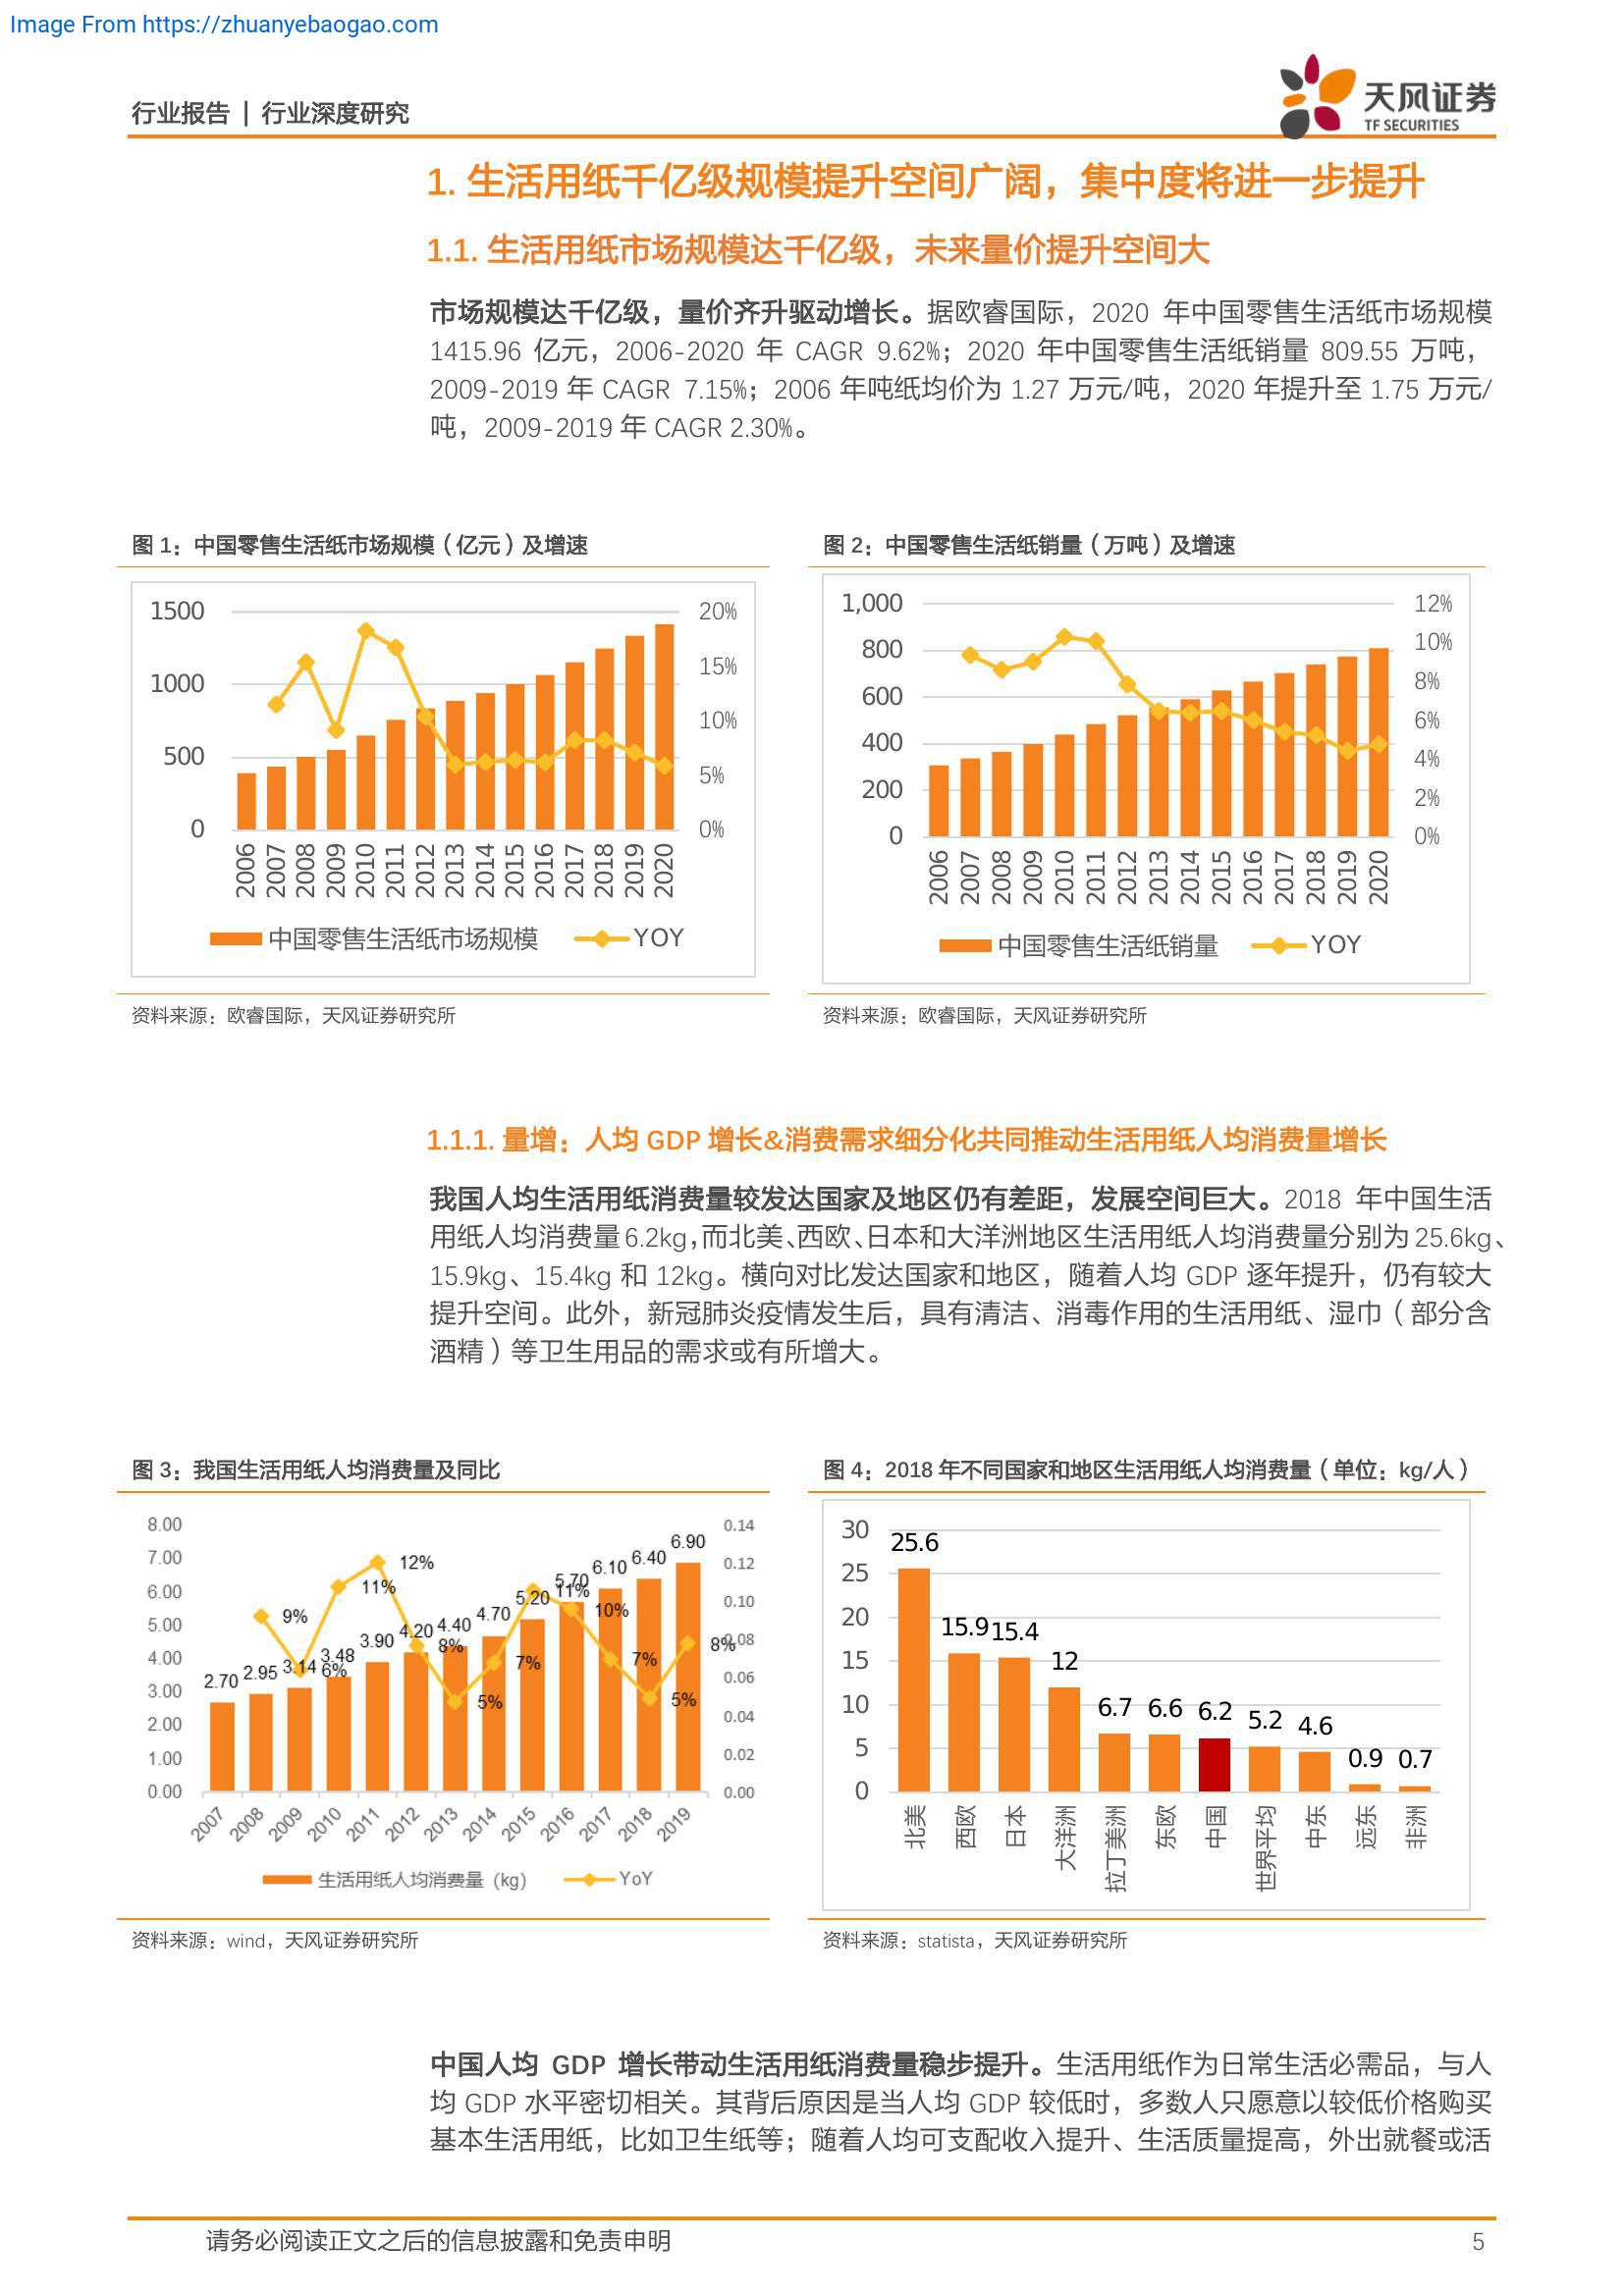 Image From https://zhuanyebaogao.com
行业报告 | 行业深度研究
天风证券
TF SECURITIES
1. 生活用纸千亿级规模提升空间广阔，集中度将进一步提升
1.1. 生活用纸市场规模达千亿级，未来量价提升空间大
市场规模达千亿级，量价齐升驱动增长。据欧睿国际，2020 年中国零售生活纸市场规模
1415.96 亿元，2006-2020 年 CAGR 9.62%；2020 年中国零售生活纸销量 809.55 万吨，
2009-2019 年 CAGR 7.15%；2006 年吨纸均价为 1.27 万元/吨，2020 年提升至 1.75 万元/
吨，2009-2019 年 CAGR 2.30%。
图 1：中国零售生活纸市场规模（亿元）及增速
1500
1000
500
0
20%
15%
10%
5%
0%
2006 2007 2008 2009 2010 2011 2012 2013 2014 2015 2016 2017 2018 2019 2020
中国零售生活纸市场规模 YOY
资料来源：欧睿国际，天风证券研究所
图 2：中国零售生活纸销量（万吨）及增速
1,000
800
600
400
200
0
12%
10%
8%
6%
4%
2%
0%
2006 2007 2008 2009 2010 2011 2012 2013 2014 2015 2016 2017 2018 2019 2020
中国零售生活纸销量 YOY
资料来源：欧睿国际，天风证券研究所
1.1.1. 量增：人均 GDP 增长&消费需求细分化共同推动生活用纸人均消费量增长
我国人均生活用纸消费量较发达国家及地区仍有差距，发展空间巨大。2018 年中国生活
用纸人均消费量 6.2kg，而北美、西欧、日本和大洋洲地区生活用纸人均消费量分别为 25.6kg、
15.9kg、15.4kg 和 12kg。横向对比发达国家和地区，随着人均 GDP 逐年提升，仍有较大
提升空间。此外，新冠肺炎疫情发生后，具有清洁、消毒作用的生活用纸、湿巾（部分含
酒精）等卫生用品的需求或有所增大。
图 3：我国生活用纸人均消费量及同比
8.00
7.00
6.00
5.00
4.00
3.00
2.00
1.00
0.00
2.70 2.95 3.14 3.48 3.90 4.20 4.40 4.70 5.20 5.70 6.10 6.40 6.90
9% 6% 11% 12% 8% 5% 7% 11% 10% 7% 5% 8%
0.14
0.12
0.10
0.08
0.06
0.04
0.02
0.00
2007 2008 2009 2010 2011 2012 2013 2014 2015 2016 2017 2018 2019
生活用纸人均消费量（kg） YoY
资料来源：wind，天风证券研究所
图 4：2018 年不同国家和地区生活用纸人均消费量（单位：kg/人）
30
25
20
15
10
5
0
25.6 15.9 15.4 12 6.7 6.6 6.2 5.2 4.6 0.9 0.7
北美 西欧 日本 大洋洲 拉丁美洲 东欧 中国 世界平均 中东 远东 非洲
资料来源：statista，天风证券研究所
中国人均 GDP 增长带动生活用纸消费量稳步提升。生活用纸作为日常生活必需品，与人
均 GDP 水平密切相关。其背后原因是当人均 GDP 较低时，多数人只愿意以较低价格购买
基本生活用纸，比如卫生纸等；随着人均可支配收入提升、生活质量提高，外出就餐或活
请务必阅读正文之后的信息披露和免责申明
5